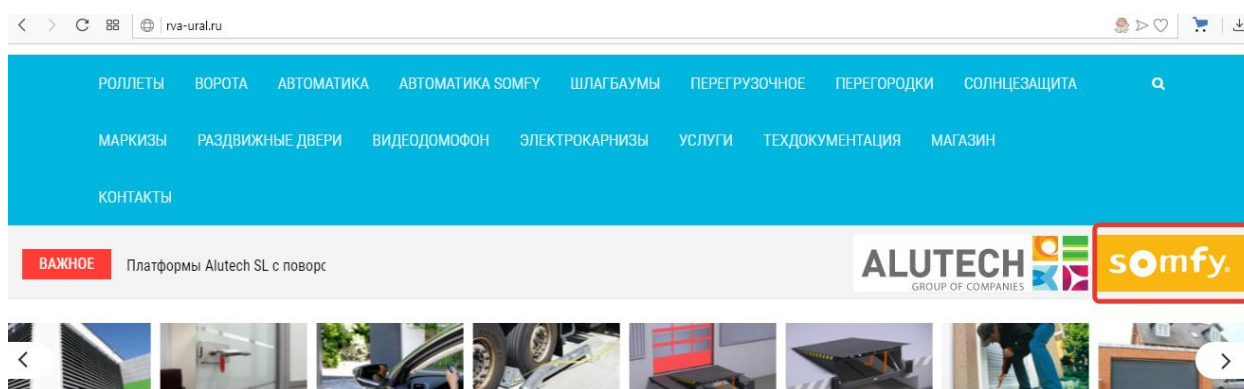 rva-ural.ru
РОЛЛЕТЫ ВОРОТА АВТОМАТИКА АВТОМАТИКА SOMFY ШЛАГБАУМЫ ПЕРЕГРУЗОЧНОЕ ПЕРЕГОРОДКИ СОЛНЦЕЗАЩИТА
МАРКИЗЫ РАЗДВИЖНЫЕ ДВЕРИ ВИДЕОДОМОФОН ЭЛЕКТРОКАРНИЗЫ УСЛУГИ ТЕХДОКУМЕНТАЦИЯ МАГАЗИН
КОНТАКТЫ
ВАЖНОЕ Платформы Alutech SL с поворо ALUTECH somfy.
GROUP OF COMPANIES